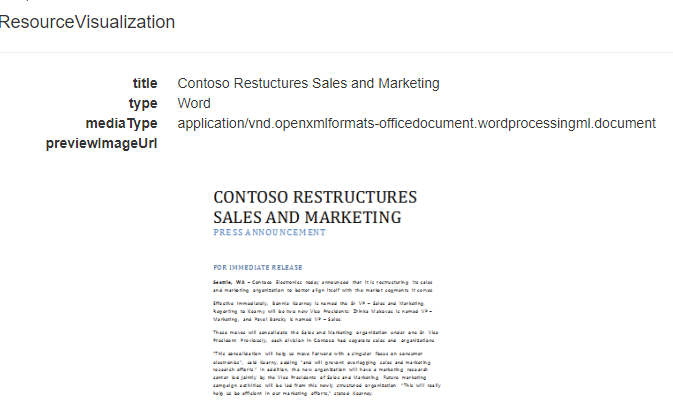 ResourceVisualization
title Contoso Restuctures Sales and Marketing
type Word
mediaType application/vnd.openxmlformats-officedocument.wordprocessingml.document
previewImageUrl
CONTOSO RESTRUCTURES
SALES AND MARKETING
PRESS ANNOUNCEMENT
FOR IMMEDIATE RELEASE
Seattle, WA – Contoso Electronics today announced that it is restructuring its sales
and marketing organization to better align itself with the market segments it serves
Effective immediately, Bonnie Kearney is named the Sr VP – Sales and Marketing.
Reporting to Kearny will be two new Vice Presidents: Zrinka Makovac is named VP –
Marketing, and Pavel Bansky is named VP – Sales.
These moves will consolidate the Sales and Marketing organization under one Sr Vice
President Previously, each division in Contoso had separate sales and organizations
"This consolidation will help us move forward with a singular focus on consumer
electronics", said Kearny, adding "and will prevent overlapping sales and marketing
research efforts." In addition, the new organization will have a marketing research
center led jointly by the Vice Presidents of Sales and Marketing. Future marketing
campaign activities will be led from this newly structured organization. "This will really
help us be efficient in our marketing efforts," stated Kearney.